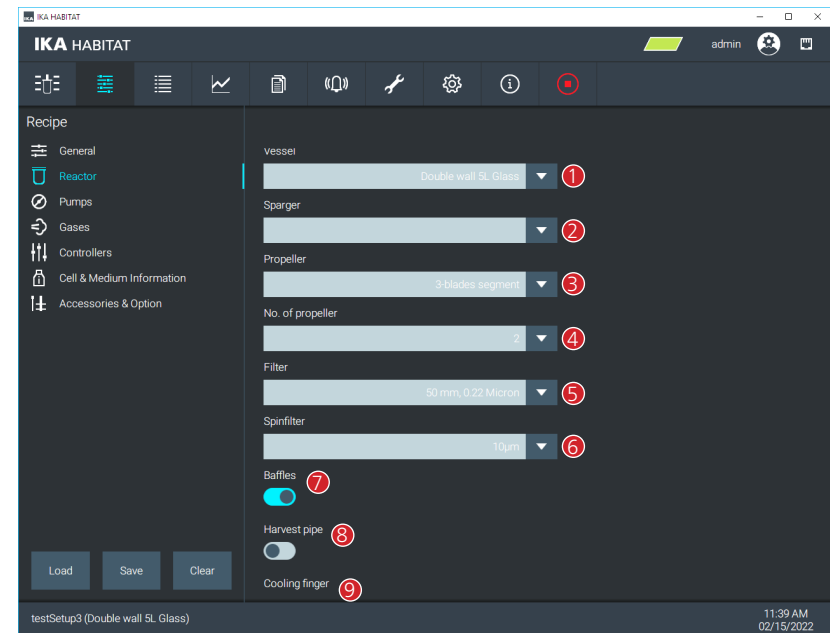 IKA IKA HABITAT
IKA HABITAT
admin
Recipe
General
Reactor
Pumps
Gases
Controllers
Cell & Medium Information
Accessories & Option
Vessel
Double wall 5L Glass
1
Sparger
2
Propeller
3-blades segment
3
No. of propeller
2
4
Filter
50 mm, 0.22 Micron
5
Spinfilter
10µm
6
Baffles
7
Harvest pipe
8
Cooling finger
9
Load Save Clear
testSetup3 (Double wall 5L Glass)
11:39 AM
02/15/2022